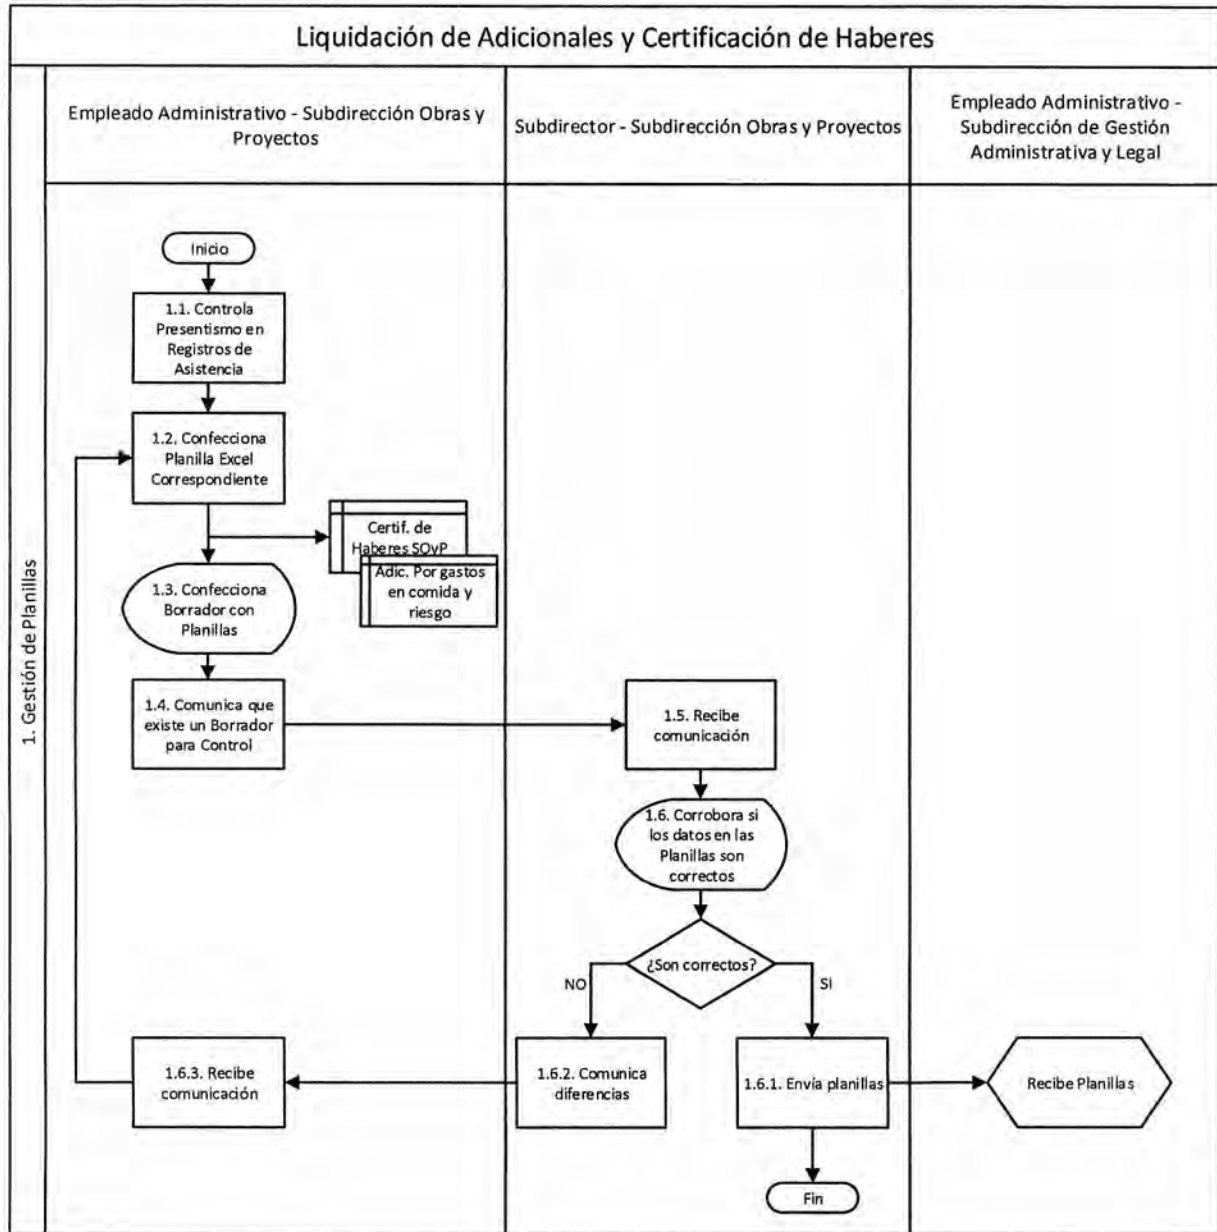 Liquidación de Adicionales y Certificación de Haberes
Empleado Administrativo - Subdirección Obras y
Proyectos
Subdirector - Subdirección Obras y Proyectos
Empleado Administrativo -
Subdirección de Gestión
Administrativa y Legal
1. Gestión de Planillas
Inicio
1.1. Controla
Presentismo en
Registros de
Asistencia
1.2. Confecciona
Planilla Excel
Correspondiente
Certif. de
Haberes SOyP
Adic. Por gastos
en comida y
riesgo
1.3. Confecciona
Borrador con
Planillas
1.4. Comunica que
existe un Borrador
para Control
1.5. Recibe
comunicación
1.6. Corrobora si
los datos en las
Planillas son
correctos
¿Son correctos?
NO
SI
1.6.3. Recibe
comunicación
1.6.2. Comunica
diferencias
1.6.1. Envía planillas
Recibe Planillas
Fin